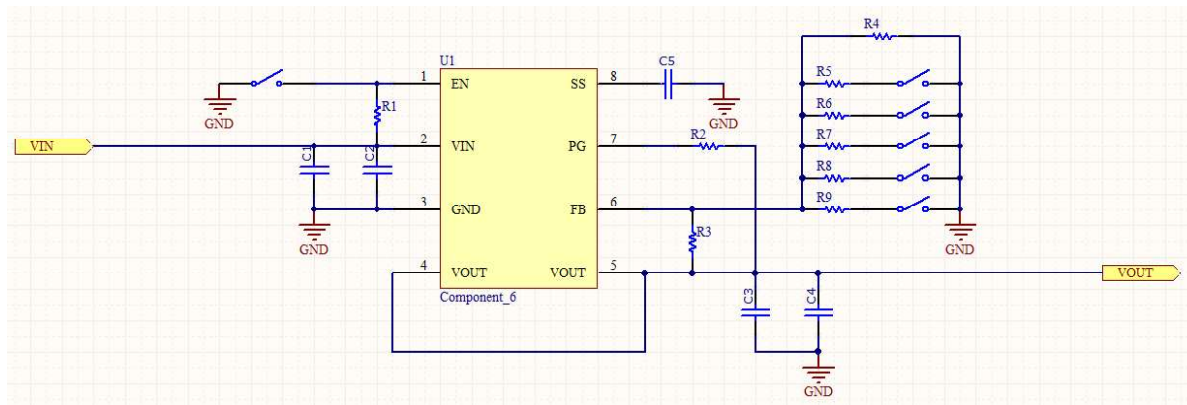 R4
U1
C5
R5
1
EN
SS
8
GND
R1
GND
R6
VIN
2
VIN
PG
7
R2
R7
C1
C2
R8
3
GND
FB
6
R9
GND
R3
GND
4
VOUT
VOUT
5
VOUT
Component_6
C3
C4
GND